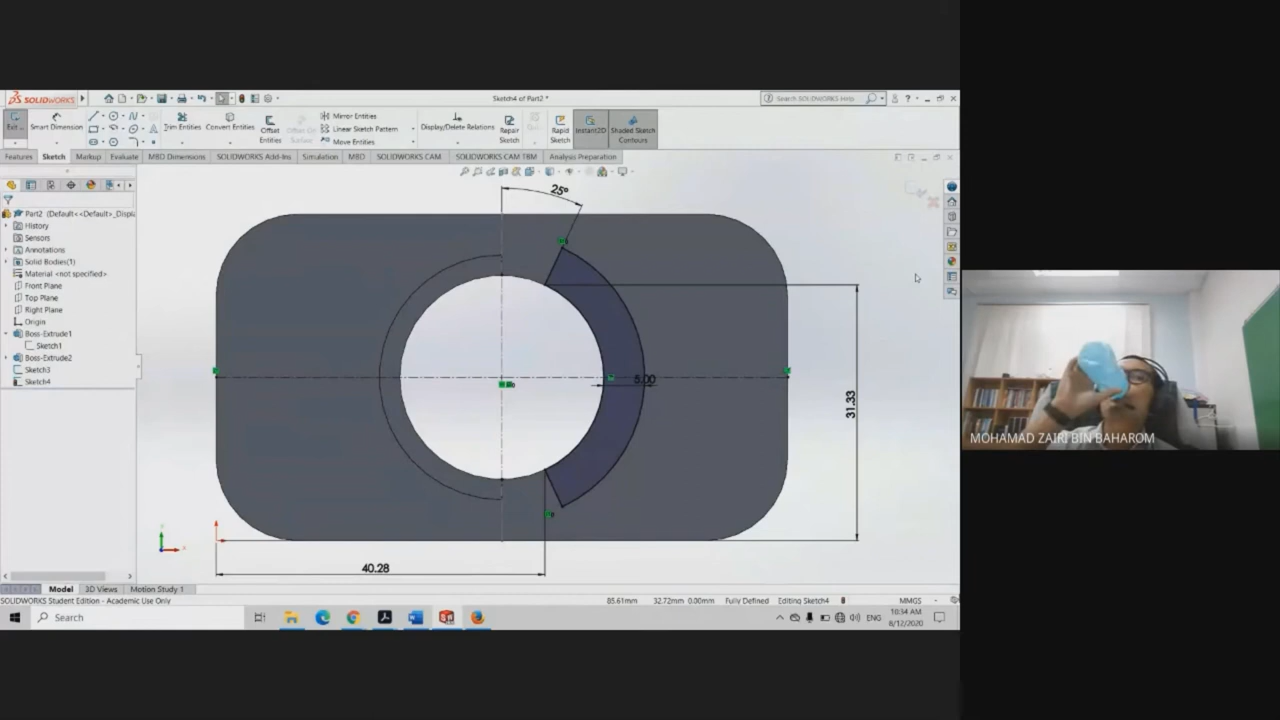 SOLIDWORKS
Sketch4 of Part2 *
Search SOLIDWORKS Help
Exit ...
Smart Dimension
Trim Entities
Convert Entities
Offset Entities
Offset On Surface
Mirror Entities
Linear Sketch Pattern
Move Entities
Display/Delete Relations
Repair Sketch
Rapid Sketch
Instant2D
Shaded Sketch Contours
Features
Sketch
Markup
Evaluate
MBD Dimensions
SOLIDWORKS Add-Ins
Simulation
MBD
SOLIDWORKS CAM
SOLIDWORKS CAM TBM
Analysis Preparation
Part2 (Default<<Default>_Displa
History
Sensors
Annotations
Solid Bodies(1)
Material <not specified>
Front Plane
Top Plane
Right Plane
Origin
Boss-Extrude1
Sketch1
Boss-Extrude2
Sketch3
Sketch4
25°
5.00
31.33
40.28
MOHAMAD ZAIRI BIN BAHAROM
Model
3D Views
Motion Study 1
SOLIDWORKS Student Edition - Academic Use Only
85.61mm
32.72mm 0.00mm
Fully Defined
Editing Sketch4
MMGS
Search
ENG
10:34 AM
8/12/2020